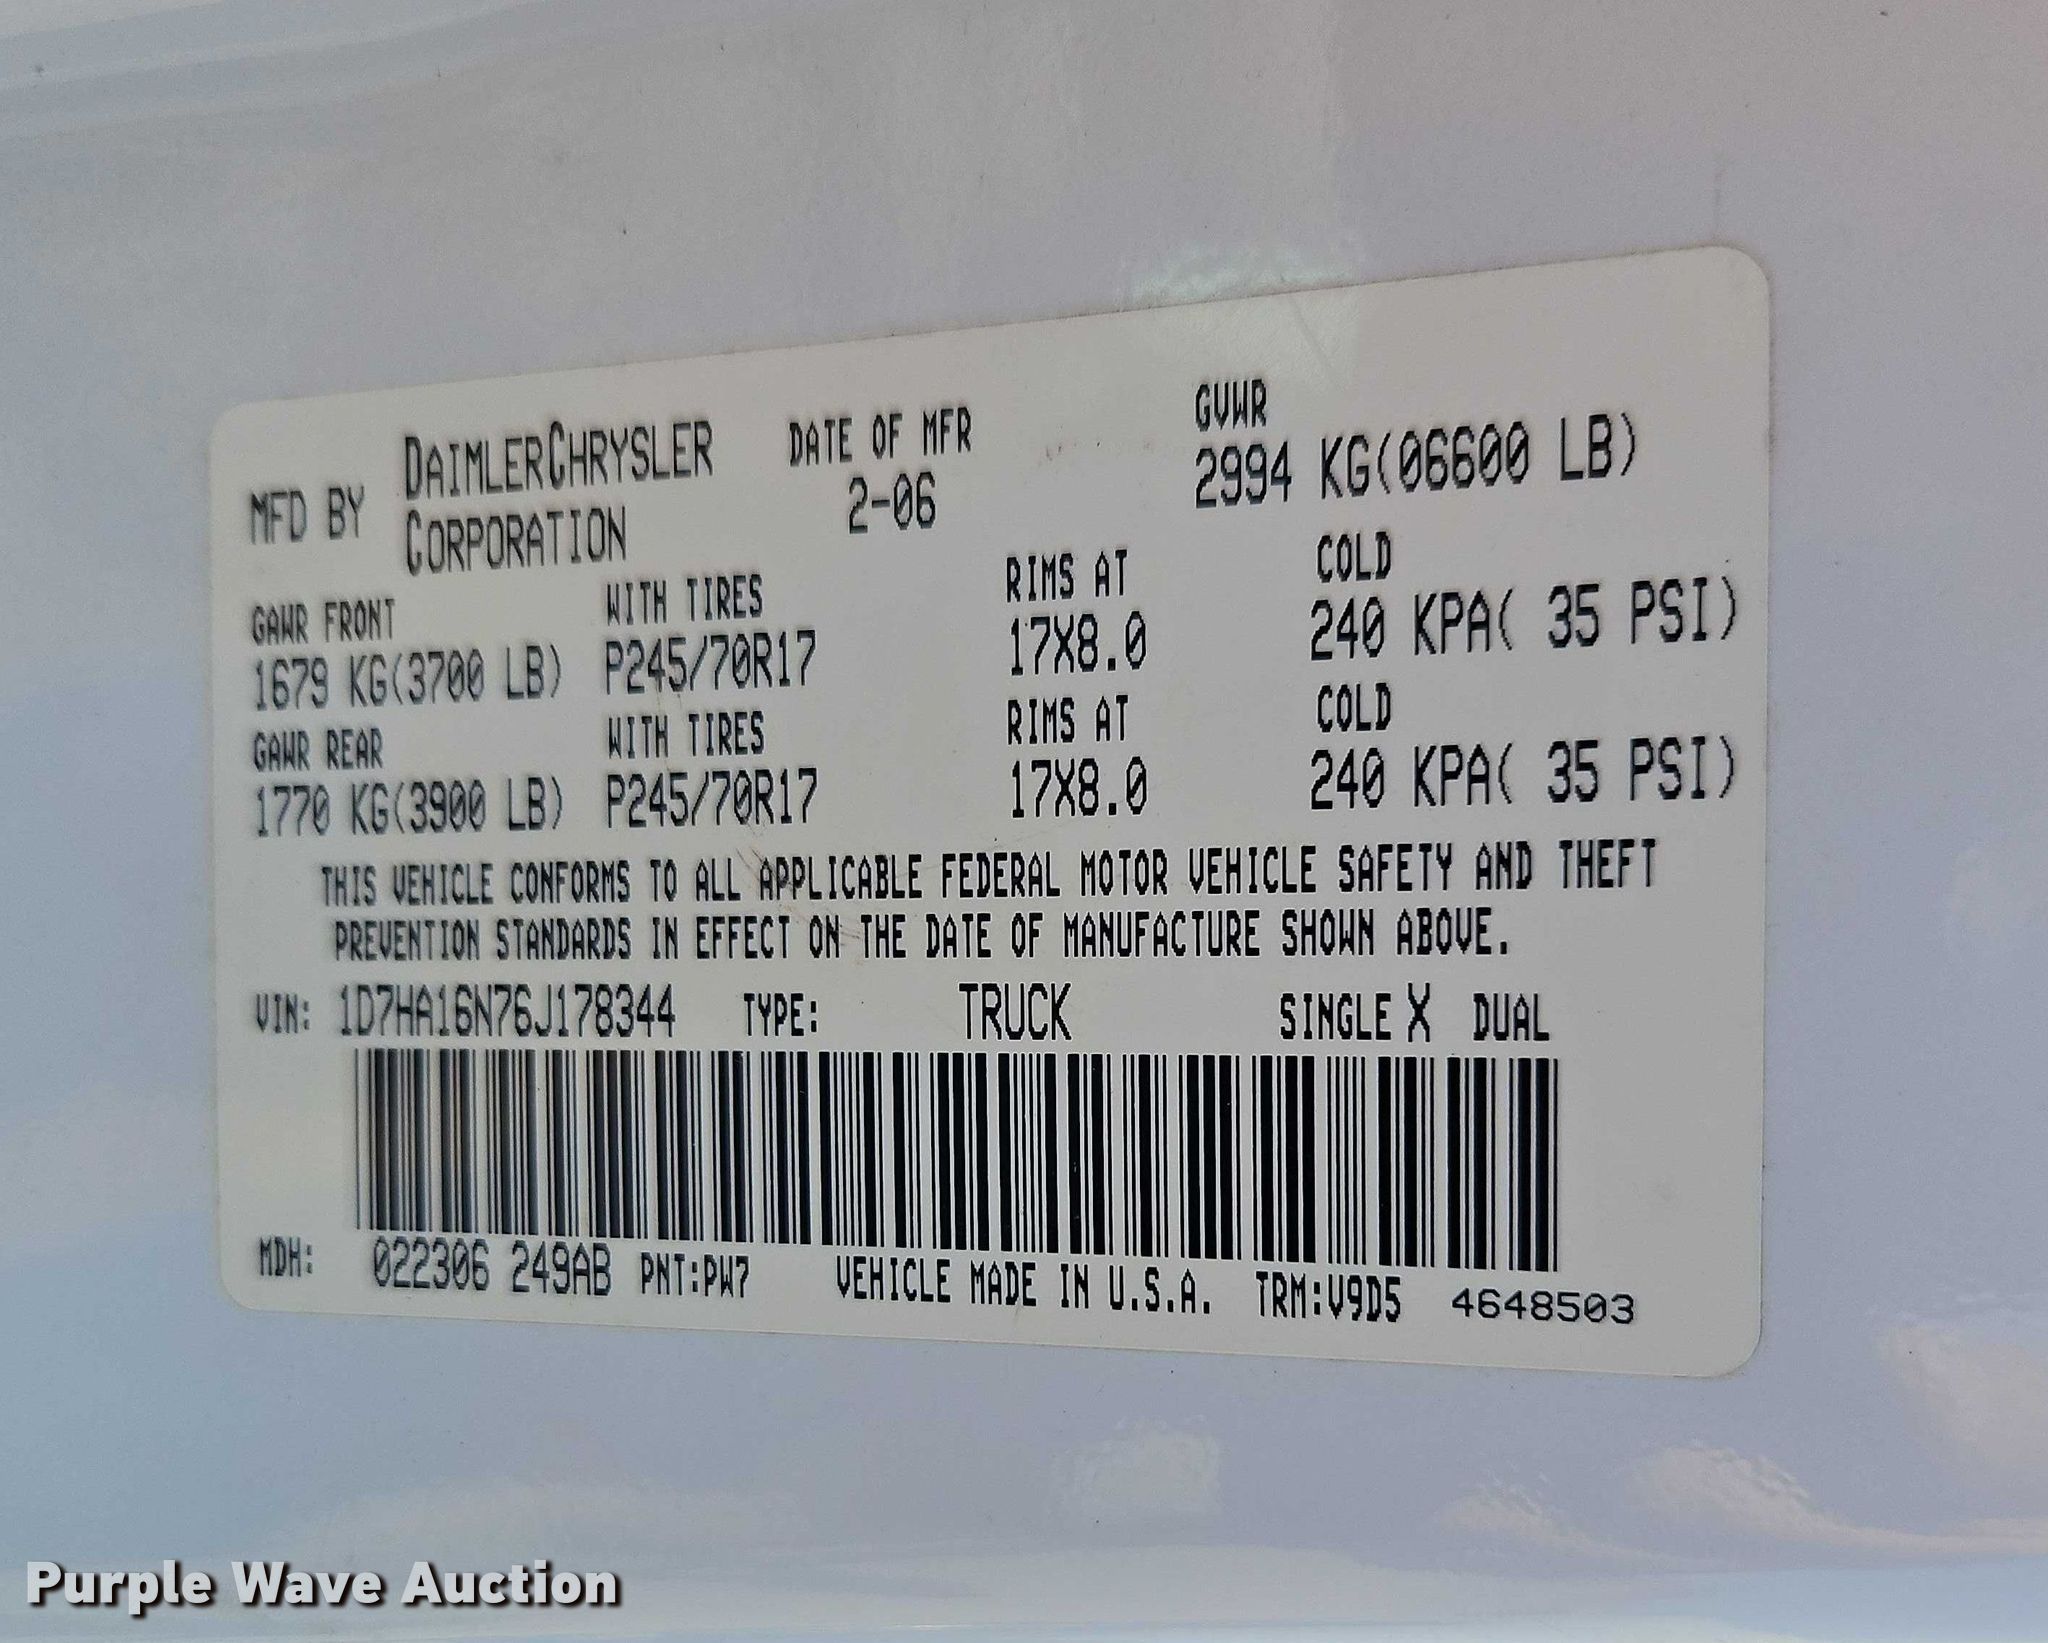 MFD BY DAIMLERCHRYSLER CORPORATION DATE OF MFR 2-06 GVWR 2994 KG(06600 LB)
GAWR FRONT WITH TIRES RIMS AT COLD
1679 KG(3700 LB) P245/70R17 17X8.0 240 KPA( 35 PSI)
GAWR REAR WITH TIRES RIMS AT COLD
1770 KG(3900 LB) P245/70R17 17X8.0 240 KPA( 35 PSI)
THIS VEHICLE CONFORMS TO ALL APPLICABLE FEDERAL MOTOR VEHICLE SAFETY AND THEFT
PREVENTION STANDARDS IN EFFECT ON THE DATE OF MANUFACTURE SHOWN ABOVE.
VIN: 1D7HA16N76J178344 TYPE: TRUCK SINGLE X DUAL
MDH: 022306 249AB PNT:PW7 VEHICLE MADE IN U.S.A. TRM:V9D5 4648503
Purple Wave Auction